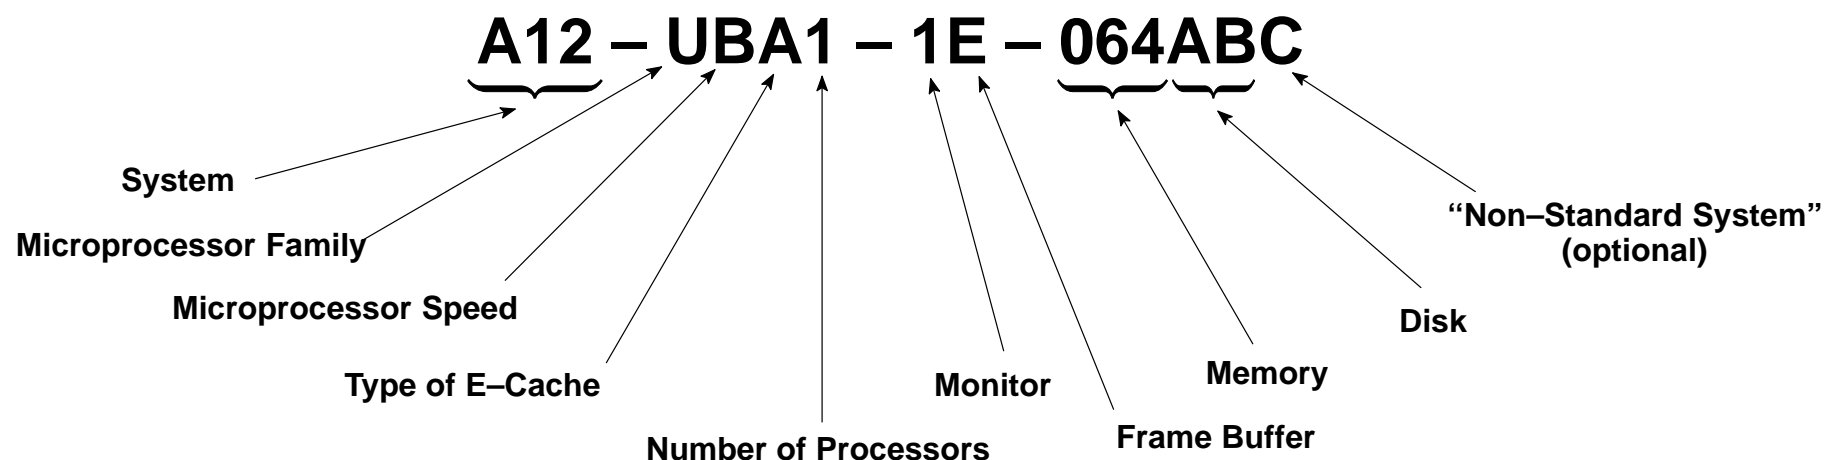 A12 – UBA1 – 1E – 064ABC
System
“Non–Standard System”
(optional)
Microprocessor Family
Microprocessor Speed
Disk
Type of E–Cache
Monitor
Memory
Number of Processors
Frame Buffer